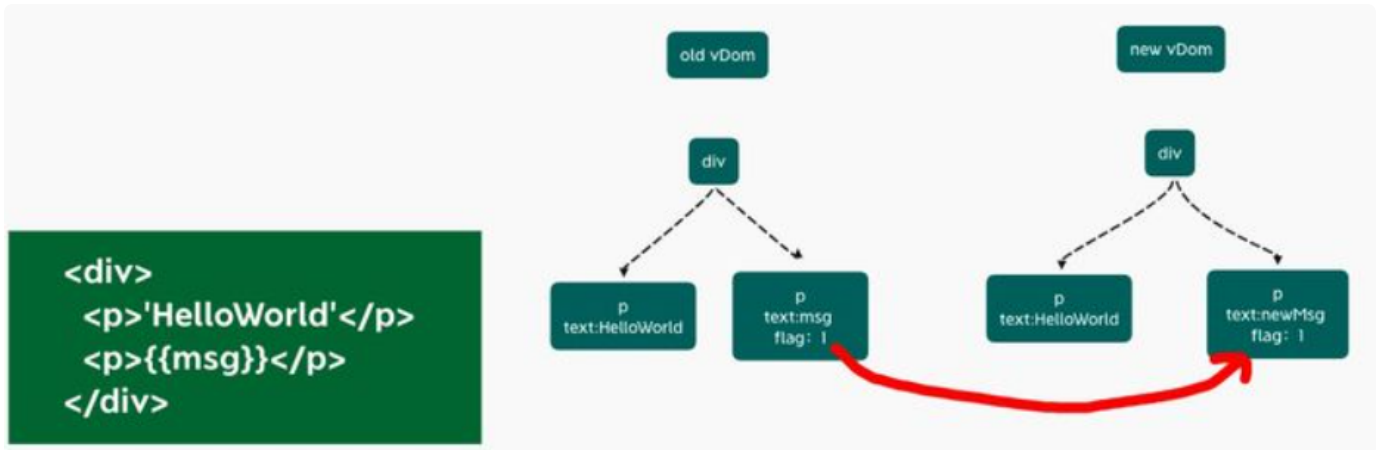 old vDom
new vDom
div
div
<div>
<p>'HelloWorld'</p>
<p>{{msg}}</p>
</div>
p
text:HelloWorld
p
text:msg
flag：1
p
text:HelloWorld
p
text:newMsg
flag：1